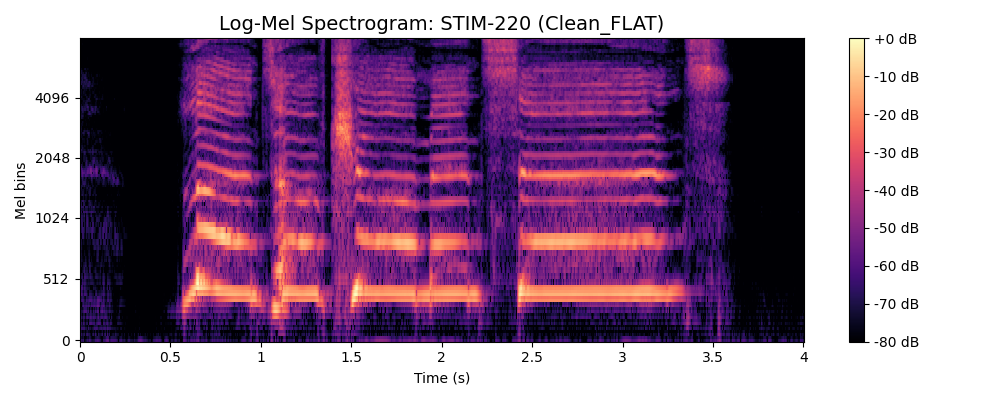 Log-Mel Spectrogram: STIM-220 (Clean_FLAT)
Mel bins
4096
2048
1024
512
0
0
0.5
1
1.5
2
2.5
3
3.5
4
Time (s)
+0 dB
-10 dB
-20 dB
-30 dB
-40 dB
-50 dB
-60 dB
-70 dB
-80 dB